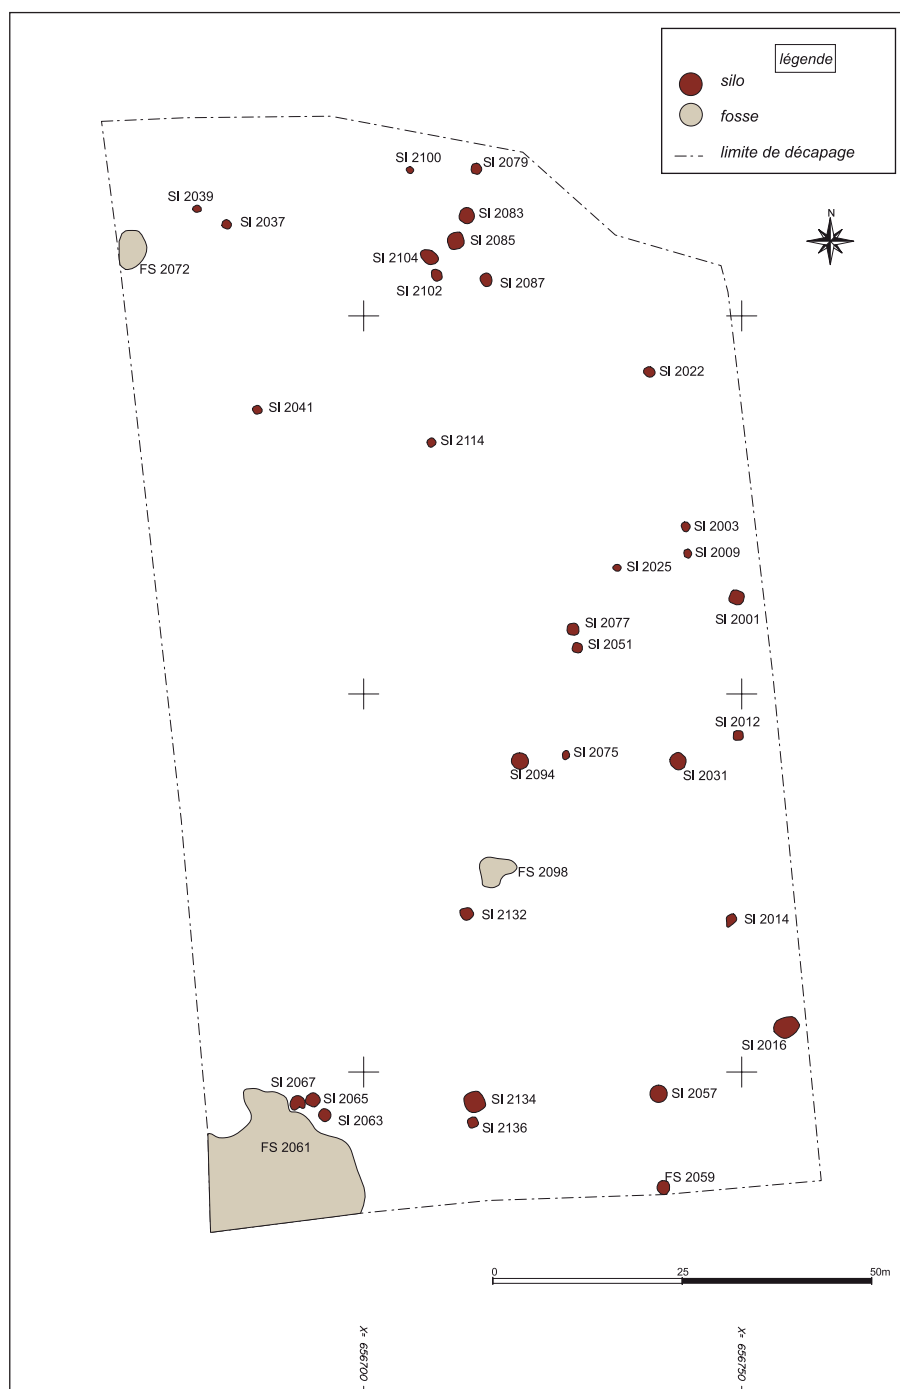 légende
silo
fosse
limite de décapage
N
SI 2100
SI 2079
SI 2039
SI 2037
SI 2083
SI 2085
SI 2104
FS 2072
SI 2102
SI 2087
SI 2022
SI 2041
SI 2114
SI 2003
SI 2009
SI 2025
SI 2001
SI 2077
SI 2051
SI 2012
SI 2075
SI 2094
SI 2031
FS 2098
SI 2132
SI 2014
SI 2016
SI 2067
SI 2065
SI 2134
SI 2057
SI 2063
SI 2136
FS 2061
FS 2059
0
25
50m
X= 656700
X= 656750